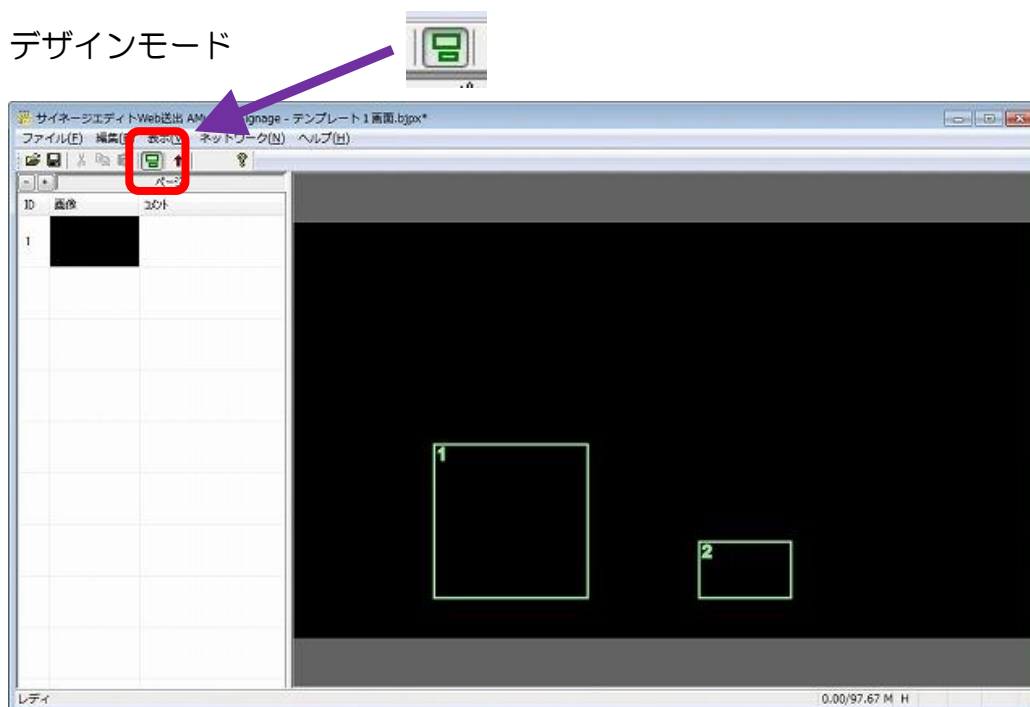 デザインモード
サイネージエディトWeb送出 AM ignage - テンプレート1画面.bjpx*
ファイル(F) 編集(E 表示(V) ネットワーク(N) ヘルプ(H)
- + ページ
ID 画像 コメント
1
1
2
レディ 0.00/97.67 M H